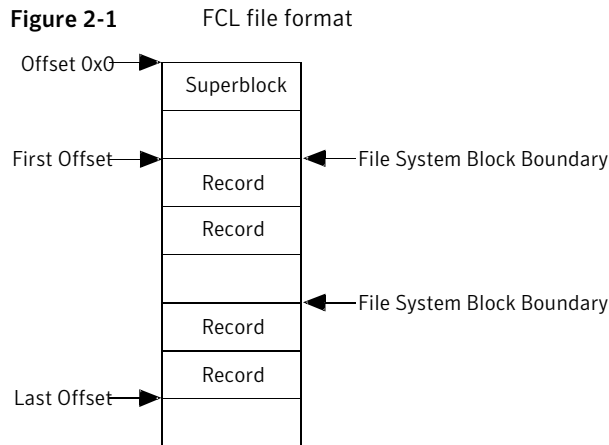 Figure 2-1 FCL file format
Offset 0x0
Superblock
First Offset
File System Block Boundary
Record
Record
File System Block Boundary
Record
Record
Last Offset